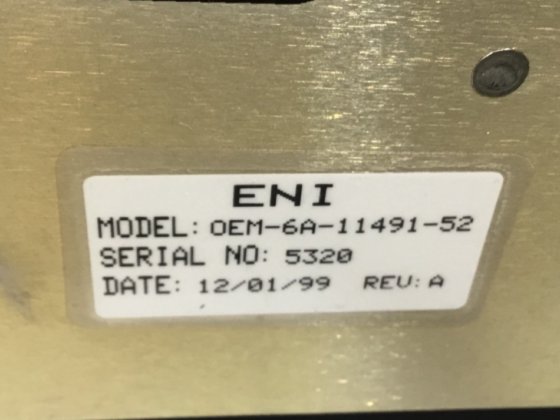 ENI
MODEL: OEM-6A-11491-52
SERIAL NO: 5320
DATE: 12/01/99 REV: A